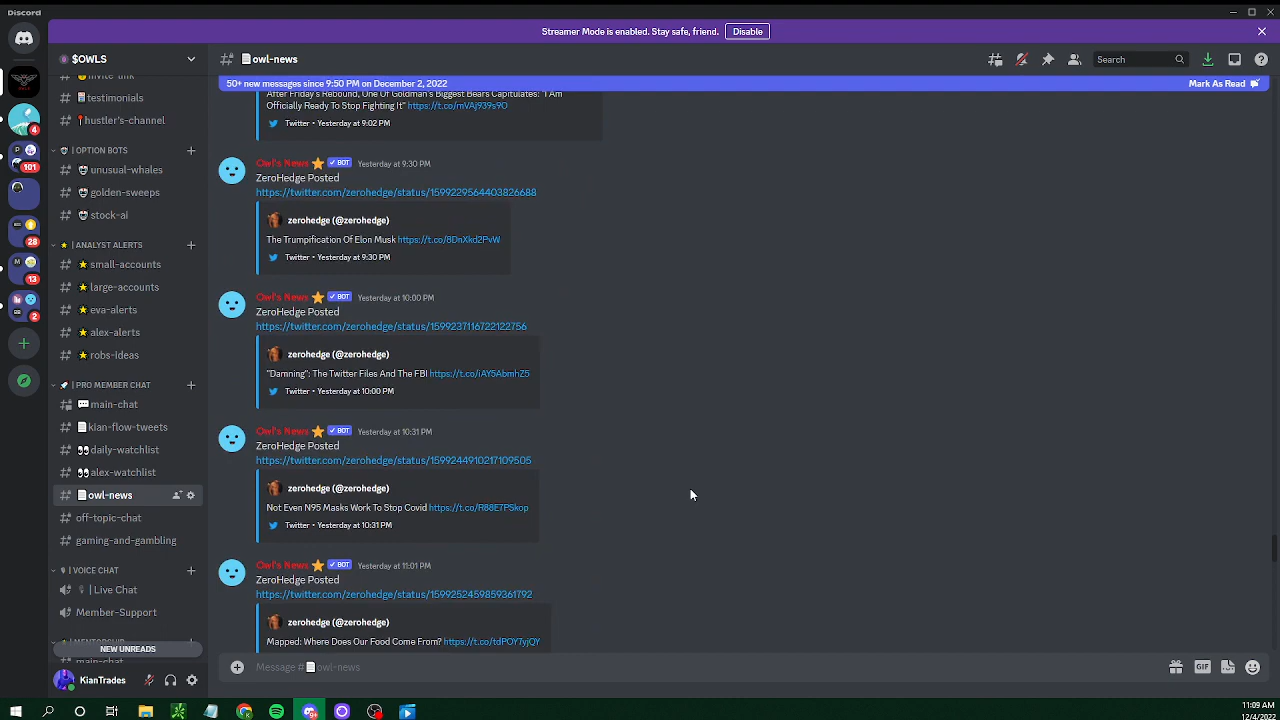 Discord
Streamer Mode is enabled. Stay safe, friend. Disable
$OWLS
owl-news
Search
50+ new messages since 9:50 PM on December 2, 2022
Mark As Read
invite-link
testimonials
hustler's-channel
4
101
28
13
2
| OPTION BOTS
unusual-whales
golden-sweeps
stock-ai
| ANALYST ALERTS
small-accounts
large-accounts
eva-alerts
alex-alerts
robs-ideas
| PRO MEMBER CHAT
main-chat
kian-flow-tweets
daily-watchlist
alex-watchlist
owl-news
off-topic-chat
gaming-and-gambling
| VOICE CHAT
| Live Chat
Member-Support
| MENTORSHIP
NEW UNREADS
main-chat
KianTrades
After Friday's Rebound, One Of Goldman's Biggest Bears Capitulates: "I Am
Officially Ready To Stop Fighting It" https://t.co/mVAj939s9O
Twitter • Yesterday at 9:02 PM
Owl's News BOT Yesterday at 9:30 PM
ZeroHedge Posted
https://twitter.com/zerohedge/status/1599229564403826688
zerohedge (@zerohedge)
The Trumpification Of Elon Musk https://t.co/8DnXkd2PvW
Twitter • Yesterday at 9:30 PM
Owl's News BOT Yesterday at 10:00 PM
ZeroHedge Posted
https://twitter.com/zerohedge/status/1599237116722122756
zerohedge (@zerohedge)
"Damning": The Twitter Files And The FBI https://t.co/iAY5AbmhZ5
Twitter • Yesterday at 10:00 PM
Owl's News BOT Yesterday at 10:31 PM
ZeroHedge Posted
https://twitter.com/zerohedge/status/1599244910217109505
zerohedge (@zerohedge)
Not Even N95 Masks Work To Stop Covid https://t.co/R88E7PSkop
Twitter • Yesterday at 10:31 PM
Owl's News BOT Yesterday at 11:01 PM
ZeroHedge Posted
https://twitter.com/zerohedge/status/1599252459859361792
zerohedge (@zerohedge)
Mapped: Where Does Our Food Come From? https://t.co/tdPOY7yjQY
Message #owl-news
GIF
11:09 AM
12/4/2022